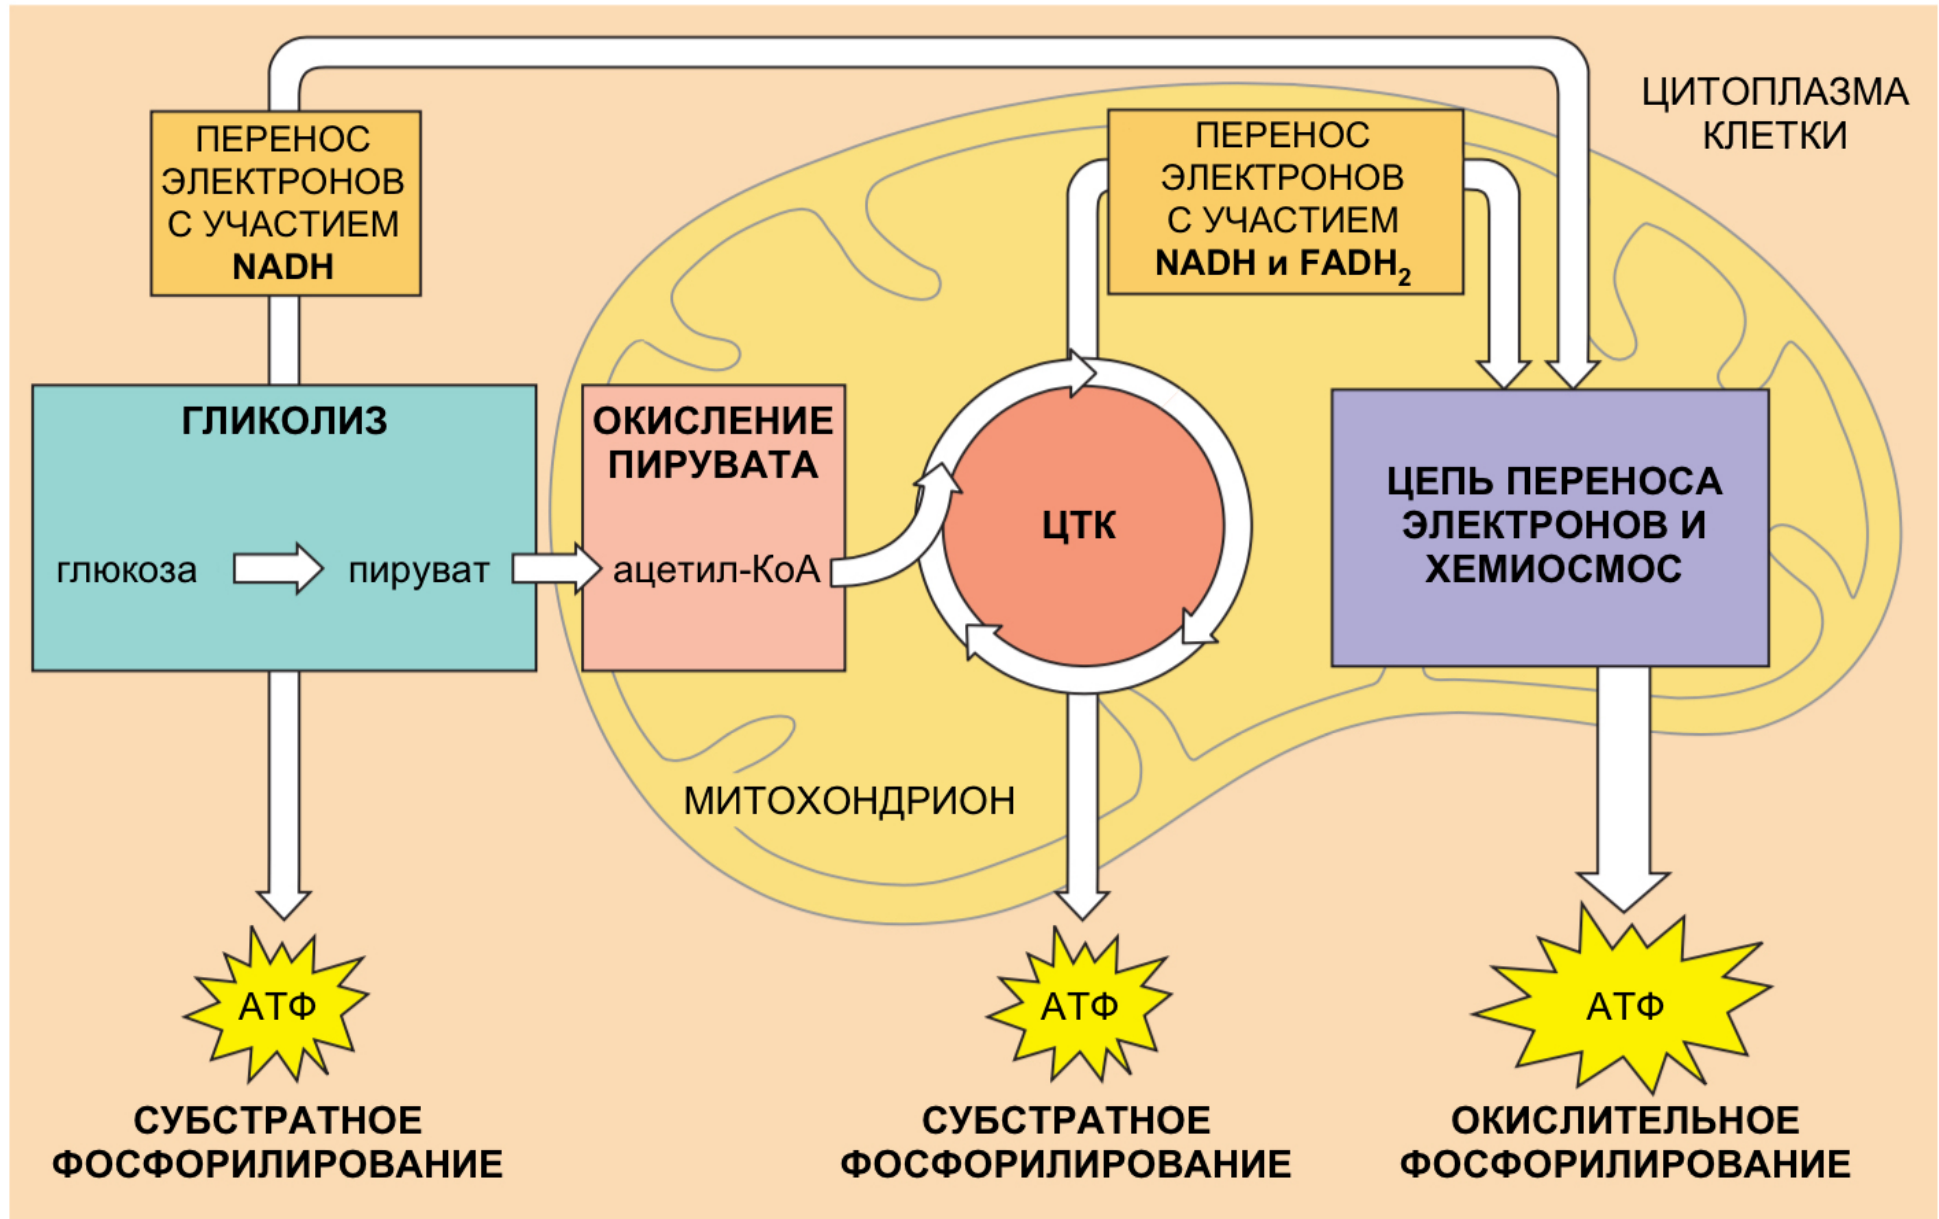 ЦИТОПЛАЗМА
КЛЕТКИ
ПЕРЕНОС
ЭЛЕКТРОНОВ
С УЧАСТИЕМ
NADH
ПЕРЕНОС
ЭЛЕКТРОНОВ
С УЧАСТИЕМ
NADH и FADH₂
ГЛИКОЛИЗ
глюкоза
пируват
ОКИСЛЕНИЕ
ПИРУВАТА
ацетил-КоА
ЦТК
ЦЕПЬ ПЕРЕНОСА
ЭЛЕКТРОНОВ И
ХЕМИОСМОС
МИТОХОНДРИОН
АТФ
АТФ
АТФ
СУБСТРАТНОЕ
ФОСФОРИЛИРОВАНИЕ
СУБСТРАТНОЕ
ФОСФОРИЛИРОВАНИЕ
ОКИСЛИТЕЛЬНОЕ
ФОСФОРИЛИРОВАНИЕ